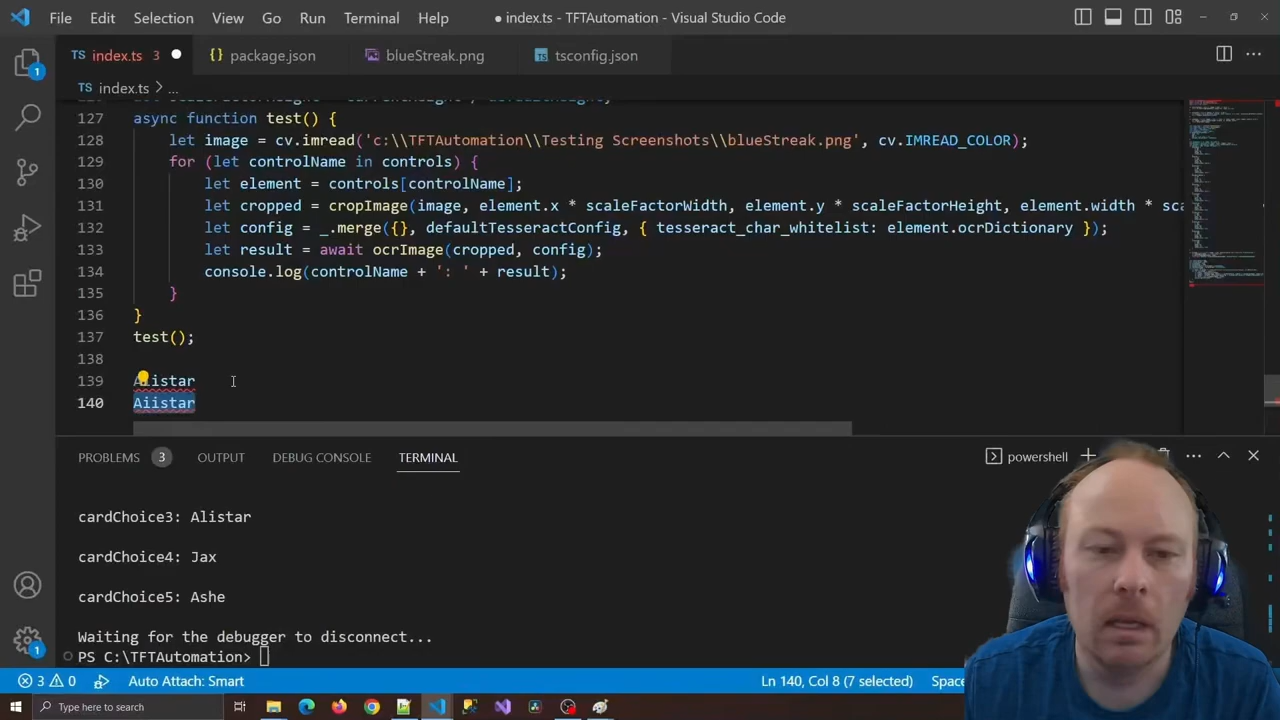 File Edit Selection View Go Run Terminal Help
● index.ts - TFTAutomation - Visual Studio Code
TS index.ts 3 ●
{} package.json
blueStreak.png
TS tsconfig.json
TS index.ts > ...
127 async function test() {
128 let image = cv.imread('c:\\TFTAutomation\\Testing Screenshots\\blueStreak.png', cv.IMREAD_COLOR);
129 for (let controlName in controls) {
130 let element = controls[controlName];
131 let cropped = cropImage(image, element.x * scaleFactorWidth, element.y * scaleFactorHeight, element.width * sca
132 let config = _.merge({}, defaultTesseractConfig, { tesseract_char_whitelist: element.ocrDictionary });
133 let result = await ocrImage(cropped, config);
134 console.log(controlName + ': ' + result);
135 }
136 }
137 test();
138
139 Alistar
140 Aiistar
PROBLEMS 3 OUTPUT DEBUG CONSOLE TERMINAL
powershell
cardChoice3: Alistar
cardChoice4: Jax
cardChoice5: Ashe
Waiting for the debugger to disconnect...
PS C:\TFTAutomation>
1
1
3 0 Auto Attach: Smart
Ln 140, Col 8 (7 selected)
Type here to search